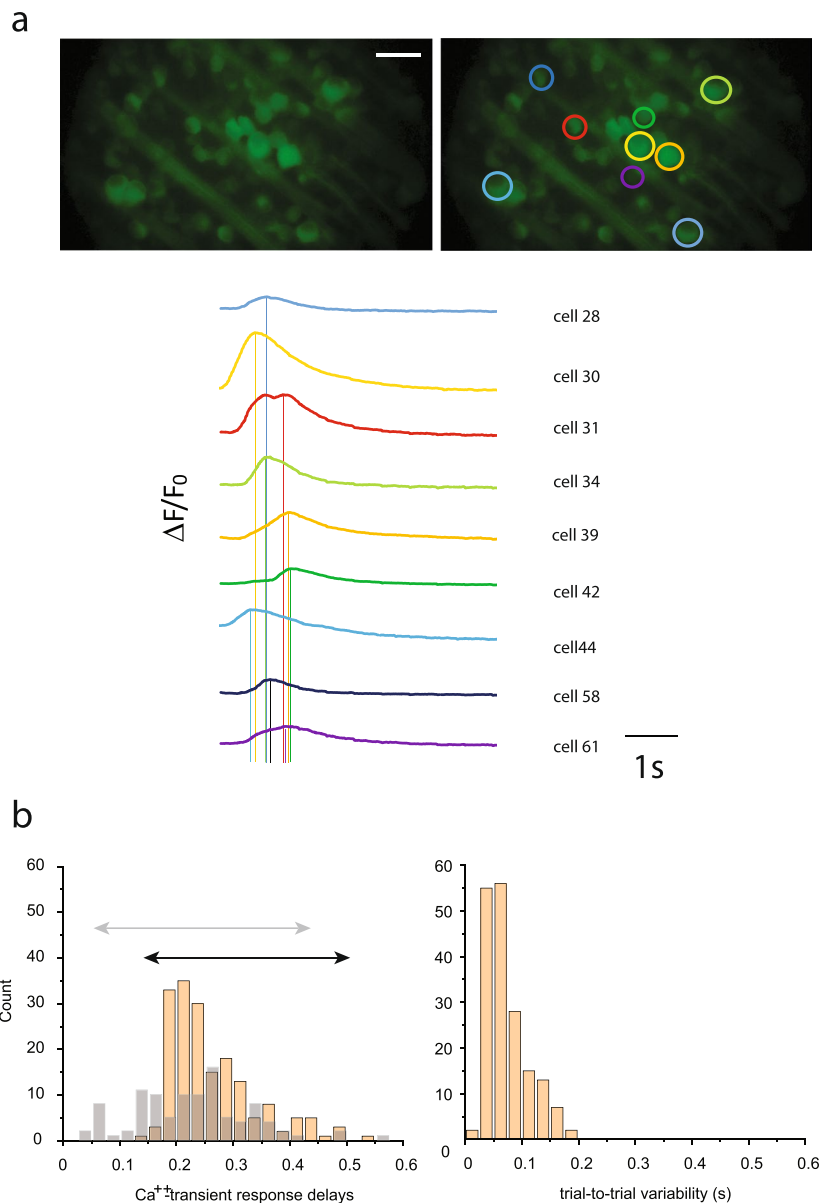 a
ΔF/F0
cell 28
cell 30
cell 31
cell 34
cell 39
cell 42
cell44
cell 58
cell 61
1s
b
Count
60
50
40
30
20
10
0
0
0.1
0.2
0.3
0.4
0.5
0.6
Ca++-transient response delays
60
50
40
30
20
10
0
0
0.1
0.2
0.3
0.4
0.5
0.6
trial-to-trial variability (s)